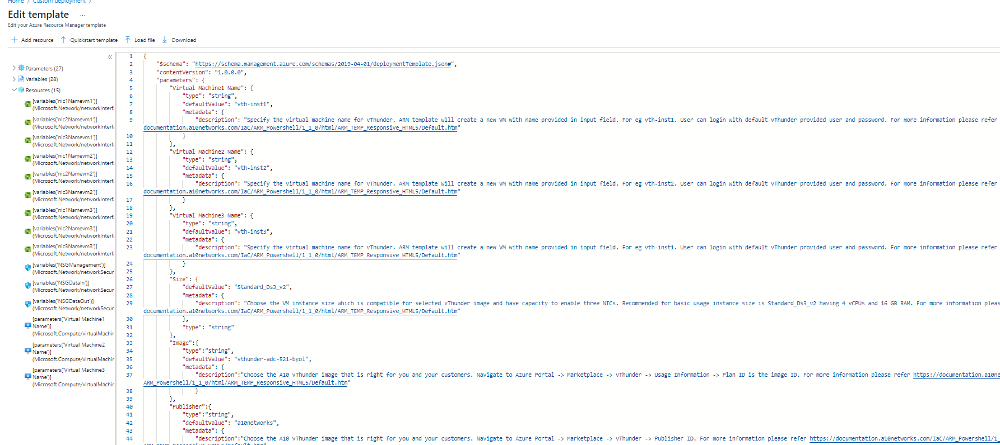 Home > Custom deployment >
Edit template ...
Edit your Azure Resource Manager template
Add resource Quickstart template Load file Download
«
Parameters (27)
Variables (28)
Resources (15)
[variables('nic1Namevm1')]
(Microsoft.Network/networkInterfa
[variables('nic2Namevm1')]
(Microsoft.Network/networkInterfa
[variables('nic3Namevm1')]
(Microsoft.Network/networkInterfa
[variables('nic1Namevm2')]
(Microsoft.Network/networkInterfa
[variables('nic2Namevm2')]
(Microsoft.Network/networkInterfa
[variables('nic3Namevm2')]
(Microsoft.Network/networkInterfa
[variables('nic1Namevm3')]
(Microsoft.Network/networkInterfa
[variables('nic2Namevm3')]
(Microsoft.Network/networkInterfa
[variables('nic3Namevm3')]
(Microsoft.Network/networkInterfa
[variables('NSGManagement')]
(Microsoft.Network/networkSecuri
[variables('NSGDataIn')]
(Microsoft.Network/networkSecuri
[variables('NSGDataOut')]
(Microsoft.Network/networkSecuri
[parameters('Virtual Machine1
Name')]
(Microsoft.Compute/virtualMachin
[parameters('Virtual Machine2
Name')]
(Microsoft.Compute/virtualMachin
[parameters('Virtual Machine3
Name')]
(Microsoft.Compute/virtualMachin
1 {
2 "$schema": "https://schema.management.azure.com/schemas/2019-04-01/deploymentTemplate.json#",
3 "contentVersion": "1.0.0.0",
4 "parameters": {
5 "Virtual Machine1 Name": {
6 "type": "string",
7 "defaultValue": "vth-inst1",
8 "metadata": {
9 "description": "Specify the virtual machine name for vThunder. ARM template will create a new VM with name provided in input field. For eg vth-inst1. User can login with default vThunder provided user and password. For more information please refer
documentation.a10networks.com/IaC/ARM_Powershell/1_1_0/html/ARM_TEMP_Responsive_HTML5/Default.htm"
10 }
11 },
12 "Virtual Machine2 Name": {
13 "type": "string",
14 "defaultValue": "vth-inst2",
15 "metadata": {
16 "description": "Specify the virtual machine name for vThunder. ARM template will create a new VM with name provided in input field. For eg vth-inst2. User can login with default vThunder provided user and password. For more information please refer
documentation.a10networks.com/IaC/ARM_Powershell/1_1_0/html/ARM_TEMP_Responsive_HTML5/Default.htm"
17 }
18 },
19 "Virtual Machine3 Name": {
20 "type": "string",
21 "defaultValue": "vth-inst3",
22 "metadata": {
23 "description": "Specify the virtual machine name for vThunder. ARM template will create a new VM with name provided in input field. For eg vth-inst1. User can login with default vThunder provided user and password. For more information please refer
documentation.a10networks.com/IaC/ARM_Powershell/1_1_0/html/ARM_TEMP_Responsive_HTML5/Default.htm"
24 }
25 },
26 "Size": {
27 "defaultValue": "Standard_Ds3_v2",
28 "metadata": {
29 "description": "Choose the VM instance size which is compatible for selected vThunder image and have capacity to enable three NICs. Recommended for basic usage instance size is Standard_Ds3_v2 having 4 vCPUs and 16 GB RAM. For more information pleas
documentation.a10networks.com/IaC/ARM_Powershell/1_1_0/html/ARM_TEMP_Responsive_HTML5/Default.htm"
30 },
31 "type": "string"
32 },
33 "Image":{
34 "type":"string",
35 "defaultValue": "vthunder-adc-521-byol",
36 "metadata": {
37 "description":"Choose the A10 vThunder image that is right for you and your customers. Navigate to Azure Portal -> Marketplace -> vThunder -> Usage Information -> Plan ID is the image ID. For more information please refer https://documentation.a10ne
ARM_Powershell/1_1_0/html/ARM_TEMP_Responsive_HTML5/Default.htm"
38 }
39 },
40 "Publisher":{
41 "type":"string",
42 "defaultValue": "a10networks",
43 "metadata": {
44 "description":"Choose the A10 vThunder image that is right for you and your customers. Navigate to Azure Portal -> Marketplace -> vThunder -> Publisher ID. For more information please refer https://documentation.a10networks.com/IaC/ARM_Powershell/1_
ARM_TEMP_Responsive_HTML5/Default.htm"